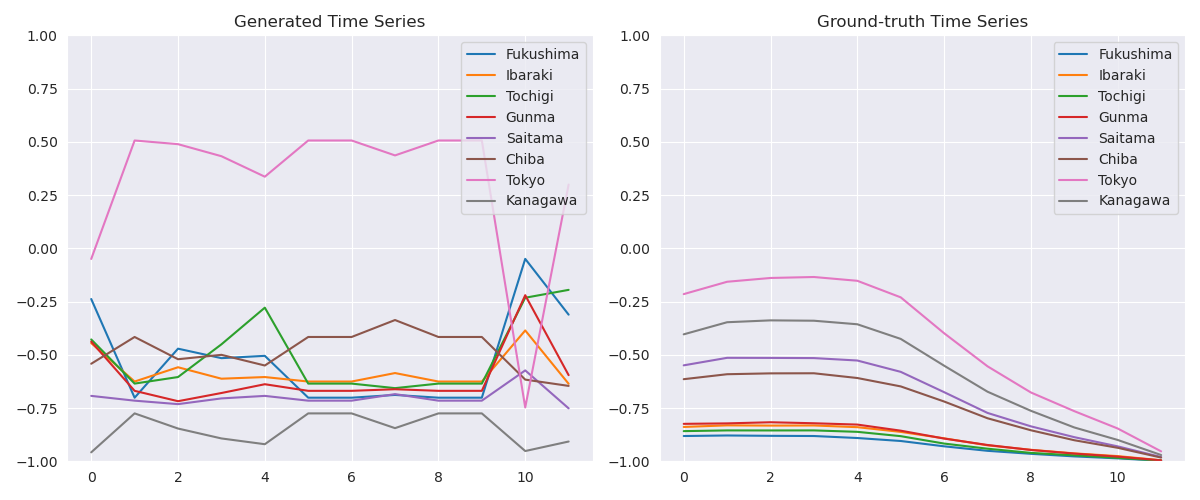 Generated Time Series
1.00
0.75
0.50
0.25
0.00
−0.25
−0.50
−0.75
−1.00
0 2 4 6 8 10
Fukushima
Ibaraki
Tochigi
Gunma
Saitama
Chiba
Tokyo
Kanagawa
Ground-truth Time Series
1.00
0.75
0.50
0.25
0.00
−0.25
−0.50
−0.75
−1.00
0 2 4 6 8 10
Fukushima
Ibaraki
Tochigi
Gunma
Saitama
Chiba
Tokyo
Kanagawa